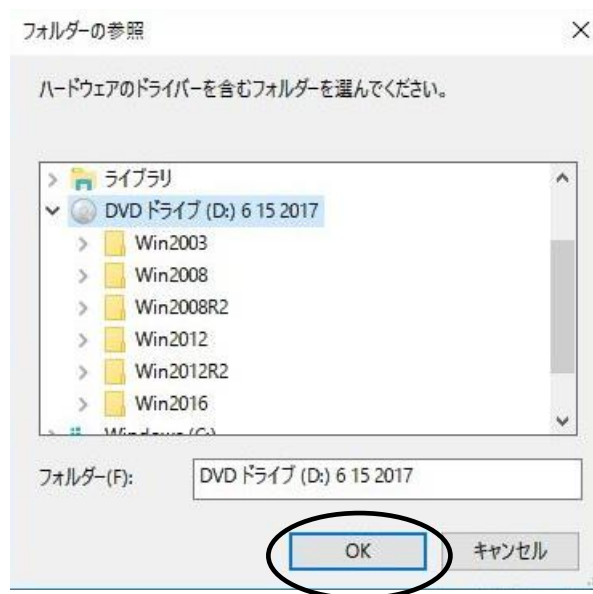 フォルダーの参照
ハードウェアのドライバーを含むフォルダーを選んでください。
ライブラリ
DVD ドライブ (D:) 6 15 2017
Win2003
Win2008
Win2008R2
Win2012
Win2012R2
Win2016
Windows (C:)
フォルダー(F): DVD ドライブ (D:) 6 15 2017
OK キャンセル